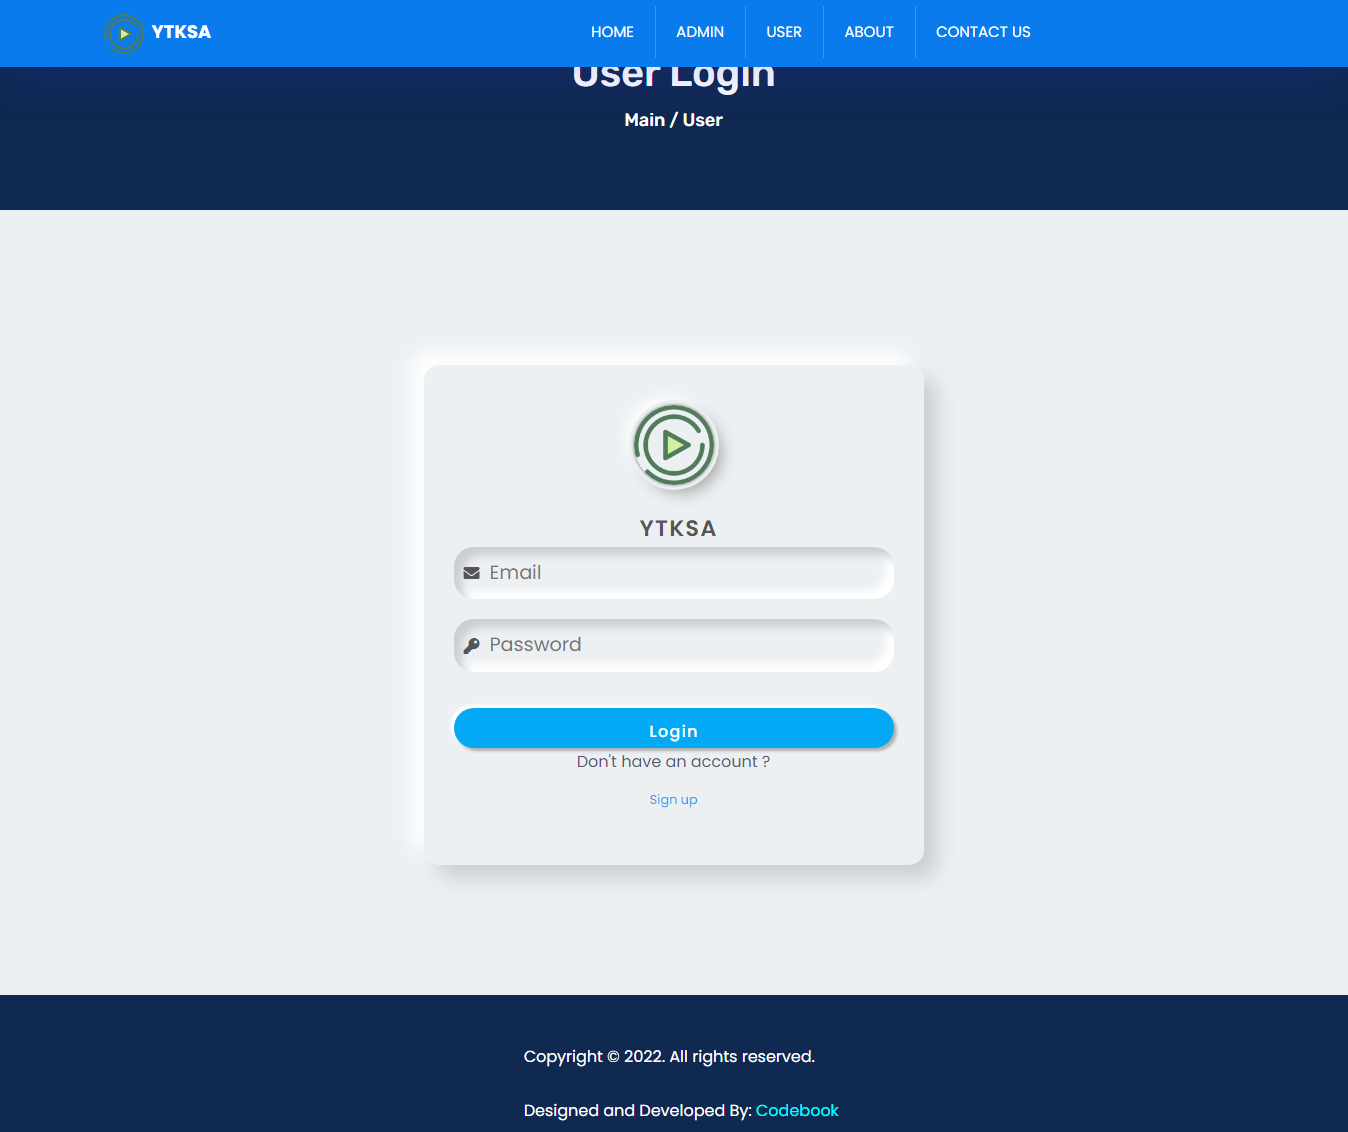 YTKSA
HOME ADMIN USER ABOUT CONTACT US
User Login
Main / User
YTKSA
Email
Password
Login
Don't have an account ?
Sign up
Copyright © 2022. All rights reserved.
Designed and Developed By: Codebook